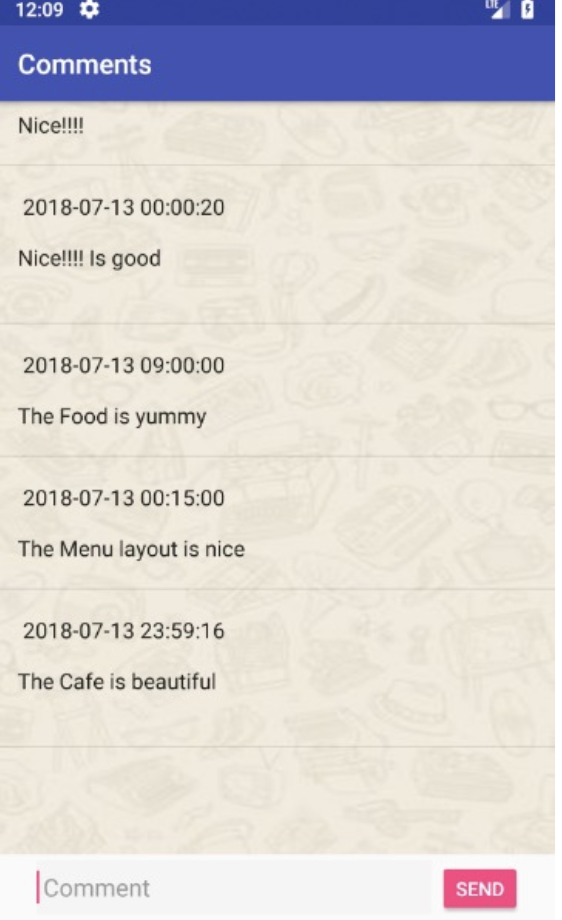 12:09 LTE
Comments
Nice!!!!
2018-07-13 00:00:20
Nice!!!! Is good
2018-07-13 09:00:00
The Food is yummy
2018-07-13 00:15:00
The Menu layout is nice
2018-07-13 23:59:16
The Cafe is beautiful
Comment SEND